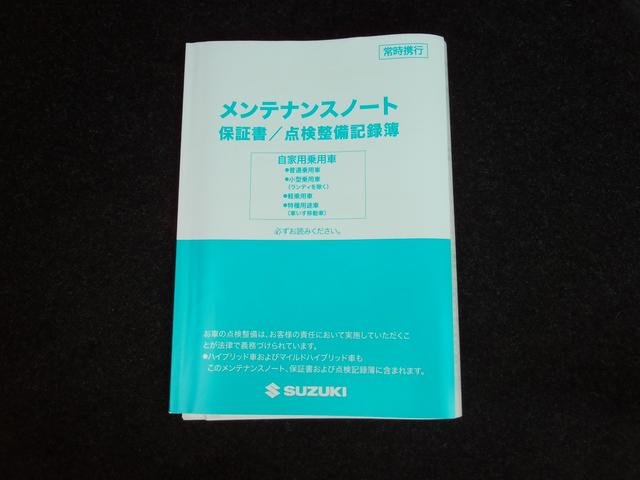 常時携行
メンテナンスノート
保証書／点検整備記録簿
自家用乗用車
●普通乗用車
●小型乗用車
（ランディを除く）
●軽乗用車
●特種用途車
（車いす移動車）
必ずお読みください。
お車の点検整備は、お客様の責任において実施していただくこ
とが法律で義務づけられています。
●ハイブリッド車およびマイルドハイブリッド車も
このメンテナンスノート、保証書および点検記録簿に含まれます。
SUZUKI